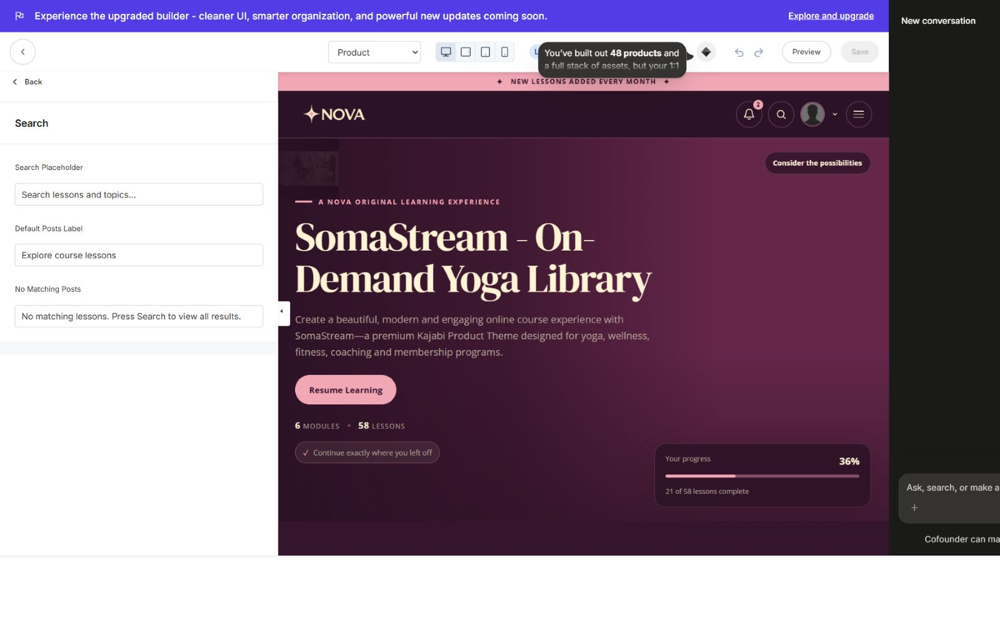 Experience the upgraded builder - cleaner UI, smarter organization, and powerful new updates coming soon.
Explore and upgrade
New conversation
Product
You've built out 48 products and
a full stack of assets, but your 1:1
Preview
Save
Back
NEW LESSONS ADDED EVERY MONTH
Search
NOVA
2
Search Placeholder
Search lessons and topics...
Default Posts Label
Explore course lessons
No Matching Posts
No matching lessons. Press Search to view all results.
Consider the possibilities
A NOVA ORIGINAL LEARNING EXPERIENCE
SomaStream - On-
Demand Yoga Library
Create a beautiful, modern and engaging online course experience with
SomaStream—a premium Kajabi Product Theme designed for yoga, wellness,
fitness, coaching and membership programs.
Resume Learning
6 MODULES • 58 LESSONS
✓ Continue exactly where you left off
Your progress
36%
21 of 58 lessons complete
Ask, search, or make a
Cofounder can ma